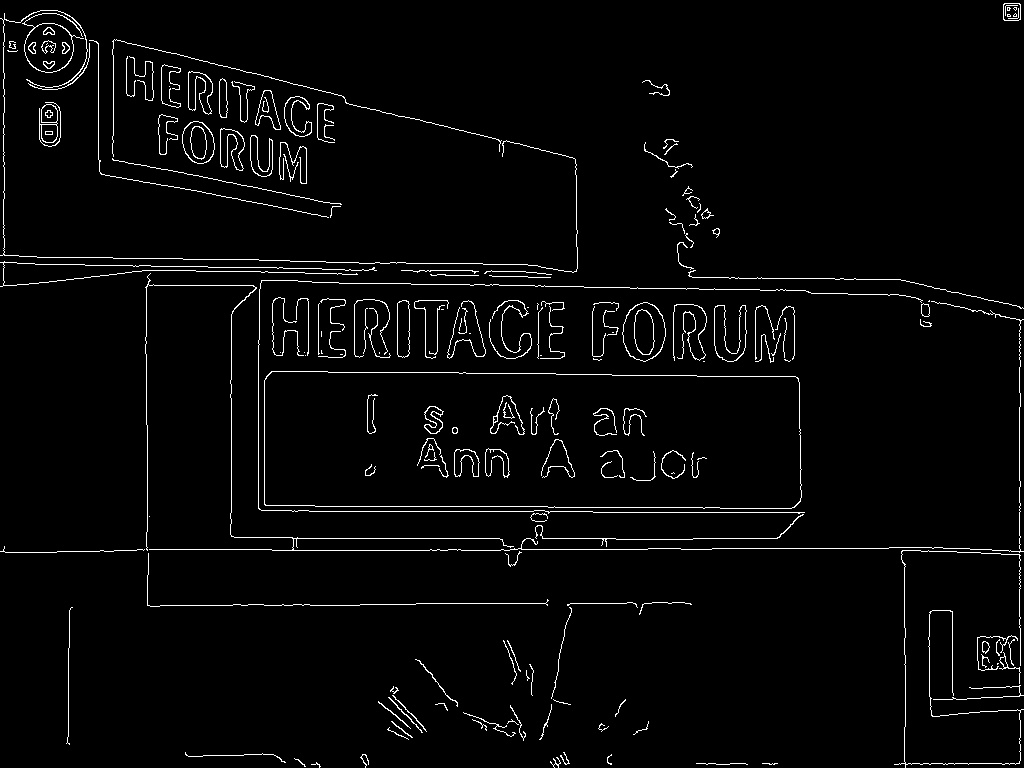 HERITAGE
FORUM
HERITAGE FORUM
s. Art an
Ann A ajor